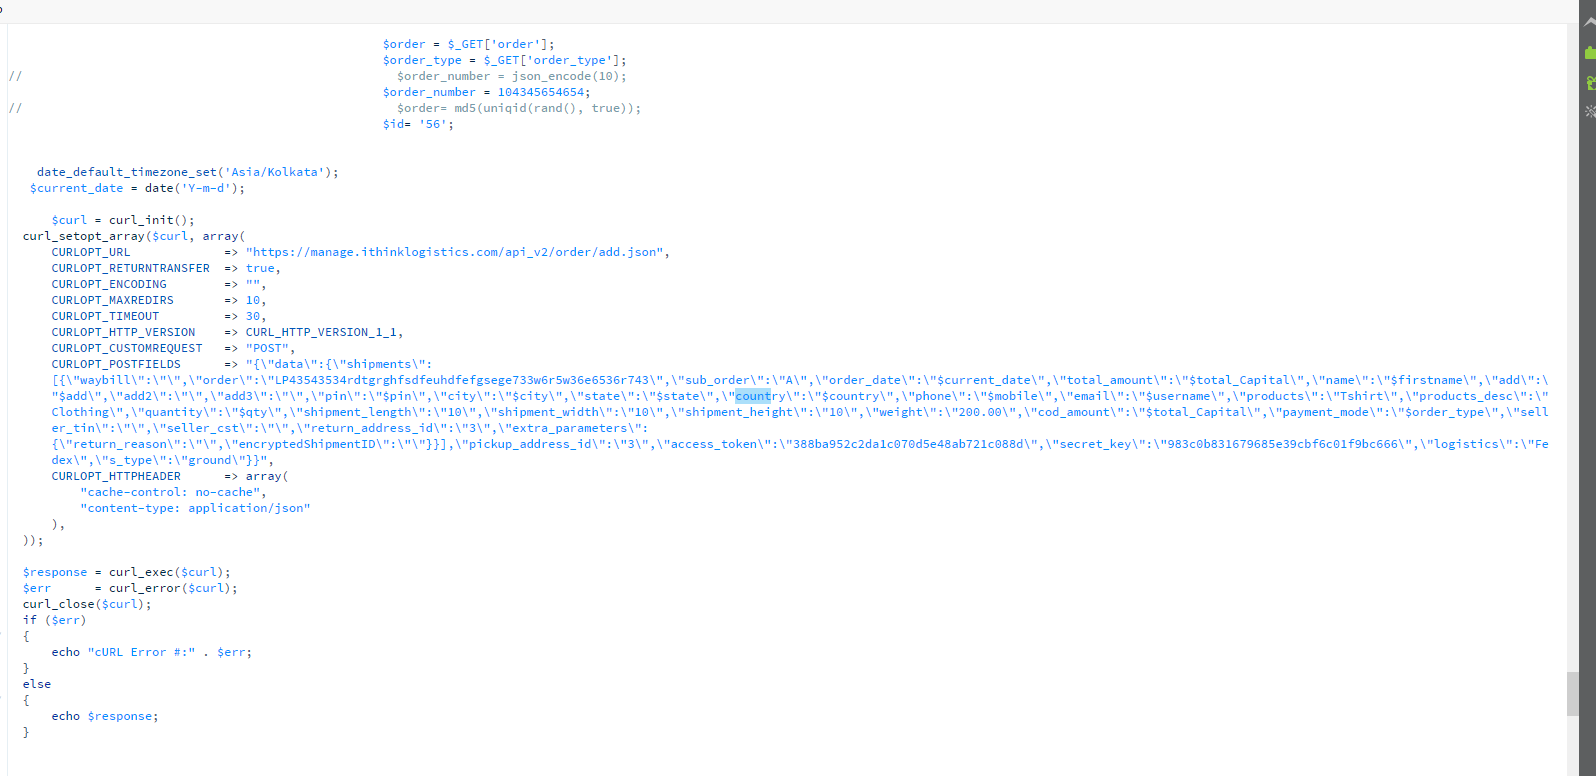 $order = $_GET['order'];
$order_type = $_GET['order_type'];
// $order_number = json_encode(10);
$order_number = 104345654654;
// $order= md5(uniqid(rand(), true));
$id= '56';
date_default_timezone_set('Asia/Kolkata');
$current_date = date('Y-m-d');
$curl = curl_init();
curl_setopt_array($curl, array(
CURLOPT_URL => "https://manage.ithinklogistics.com/api_v2/order/add.json",
CURLOPT_RETURNTRANSFER => true,
CURLOPT_ENCODING => "",
CURLOPT_MAXREDIRS => 10,
CURLOPT_TIMEOUT => 30,
CURLOPT_HTTP_VERSION => CURL_HTTP_VERSION_1_1,
CURLOPT_CUSTOMREQUEST => "POST",
CURLOPT_POSTFIELDS => "{\"data\":{\"shipments\":
[{\"waybill\":\"\",\"order\":\"LP43543534rdtgrghfsdfeuhdfefgsege733w6r5w36e6536r743\",\"sub_order\":\"A\",\"order_date\":\"$current_date\",\"total_amount\":\"$total_Capital\",\"name\":\"$firstname\",\"add\":\
"$add\",\"add2\":\"\",\"add3\":\"\",\"pin\":\"$pin\",\"city\":\"$city\",\"state\":\"$state\",\"country\":\"$country\",\"phone\":\"$mobile\",\"email\":\"$username\",\"products\":\"Tshirt\",\"products_desc\":\"
Clothing\",\"quantity\":\"$qty\",\"shipment_length\":\"10\",\"shipment_width\":\"10\",\"shipment_height\":\"10\",\"weight\":\"200.00\",\"cod_amount\":\"$total_Capital\",\"payment_mode\":\"$order_type\",\"sell
er_tin\":\"\",\"seller_cst\":\"\",\"return_address_id\":\"3\",\"extra_parameters\":
{\"return_reason\":\"\",\"encryptedShipmentID\":\"\"}}],\"pickup_address_id\":\"3\",\"access_token\":\"388ba952c2da1c070d5e48ab721c088d\",\"secret_key\":\"983c0b831679685e39cbf6c01f9bc666\",\"logistics\":\"Fe
dex\",\"s_type\":\"ground\"}}",
CURLOPT_HTTPHEADER => array(
"cache-control: no-cache",
"content-type: application/json"
),
));
$response = curl_exec($curl);
$err = curl_error($curl);
curl_close($curl);
if ($err)
{
echo "cURL Error #:" . $err;
}
else
{
echo $response;
}